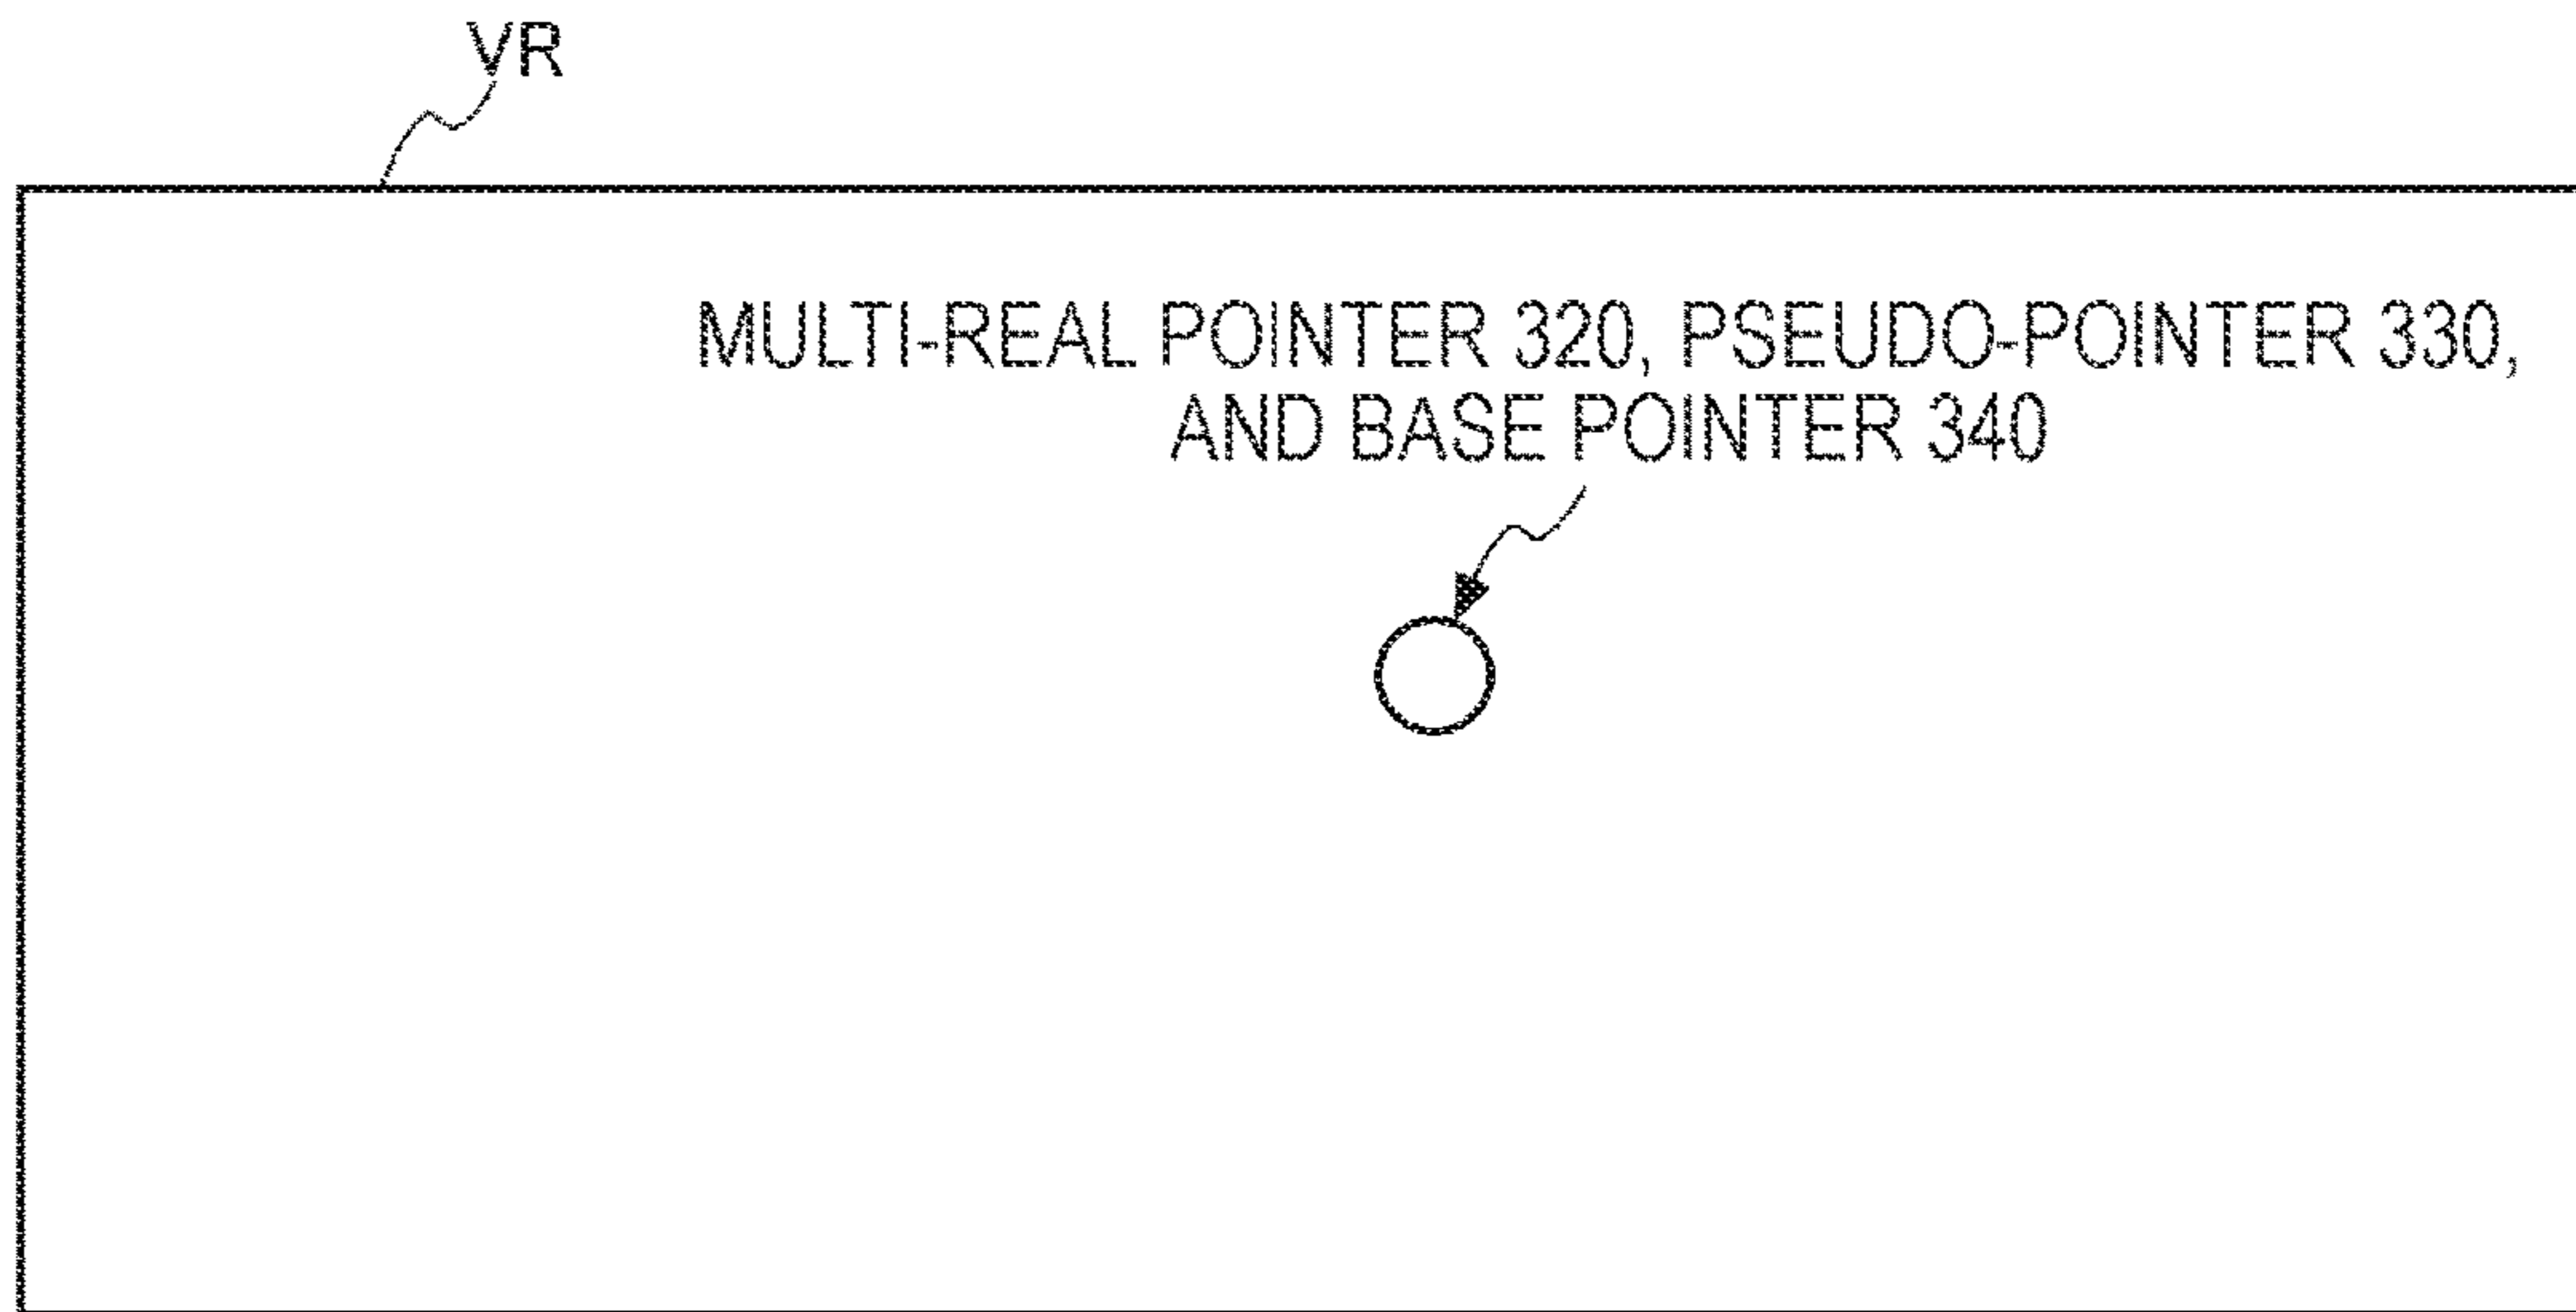 VR
MULTI-REAL POINTER 320, PSEUDO-POINTER 330,
AND BASE POINTER 340